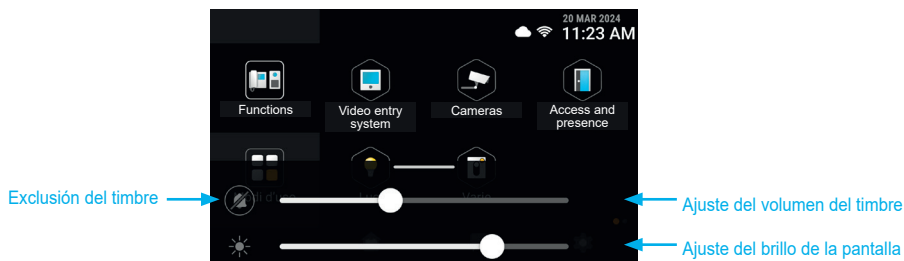 20 MAR 2024
11:23 AM
Functions
Video entry
system
Cameras
Access and
presence
Vario
Exclusión del timbre
Ajuste del volumen del timbre
Ajuste del brillo de la pantalla